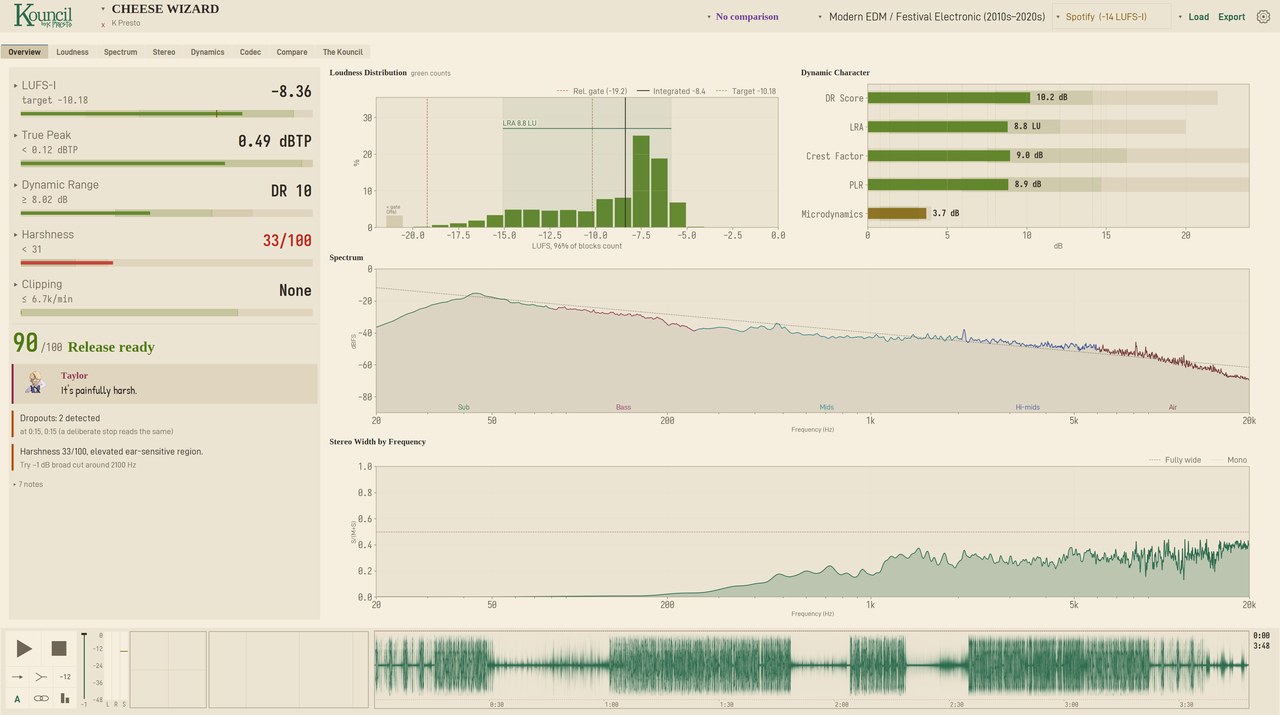 Kouncil
by K Presto
▾ CHEESE WIZARD
x K Presto
▾ No comparison
▾ Modern EDM / Festival Electronic (2010s–2020s)
▾ Spotify (-14 LUFS-I)
▾ Load Export
Overview Loudness Spectrum Stereo Dynamics Codec Compare The Kouncil
▸ LUFS-I
target -10.18
-8.36
▸ True Peak
< 0.12 dBTP
0.49 dBTP
▸ Dynamic Range
≥ 8.02 dB
DR 10
▸ Harshness
< 31
33/100
▸ Clipping
≤ 6.7k/min
None
90/100 Release ready
Taylor
It's painfully harsh.
Dropouts: 2 detected
at 0:15, 0:15 (a deliberate stop reads the same)
Harshness 33/100, elevated ear-sensitive region.
Try -1 dB broad cut around 2100 Hz
▸ 7 notes
Loudness Distribution green counts
Rel. gate (-19.2) Integrated -8.4 Target -10.18
LRA 8.8 LU
%
30
20
10
0
< gate
(3%)
-20.0 -17.5 -15.0 -12.5 -10.0 -7.5 -5.0 -2.5 0.0
LUFS, 96% of blocks count
Dynamic Character
DR Score 10.2 dB
LRA 8.8 LU
Crest Factor 9.0 dB
PLR 8.9 dB
Microdynamics 3.7 dB
0 5 10 15 20
dB
Spectrum
dBFS
0
-20
-40
-60
-80
Sub Bass Mids Hi-mids Air
20 50 200 1k 5k 20k
Frequency (Hz)
Stereo Width by Frequency
Fully wide Mono
S/(M+S)
1.0
0.8
0.6
0.4
0.2
0.0
20 50 200 1k 5k 20k
Frequency (Hz)
-12
A
-1
0
-12
-24
-36
-48
L R S
0:30 1:00 1:30 2:00 2:30 3:00 3:30
0:00
3:48